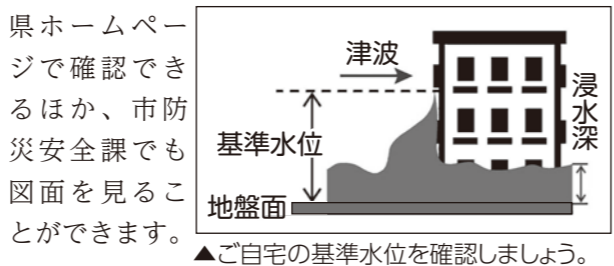 県ホームペー
ジで確認でき
るほか、市防
災安全課でも
図面を見るこ
とができます。
津波
浸水深
基準水位
地盤面
▲ご自宅の基準水位を確認しましょう。